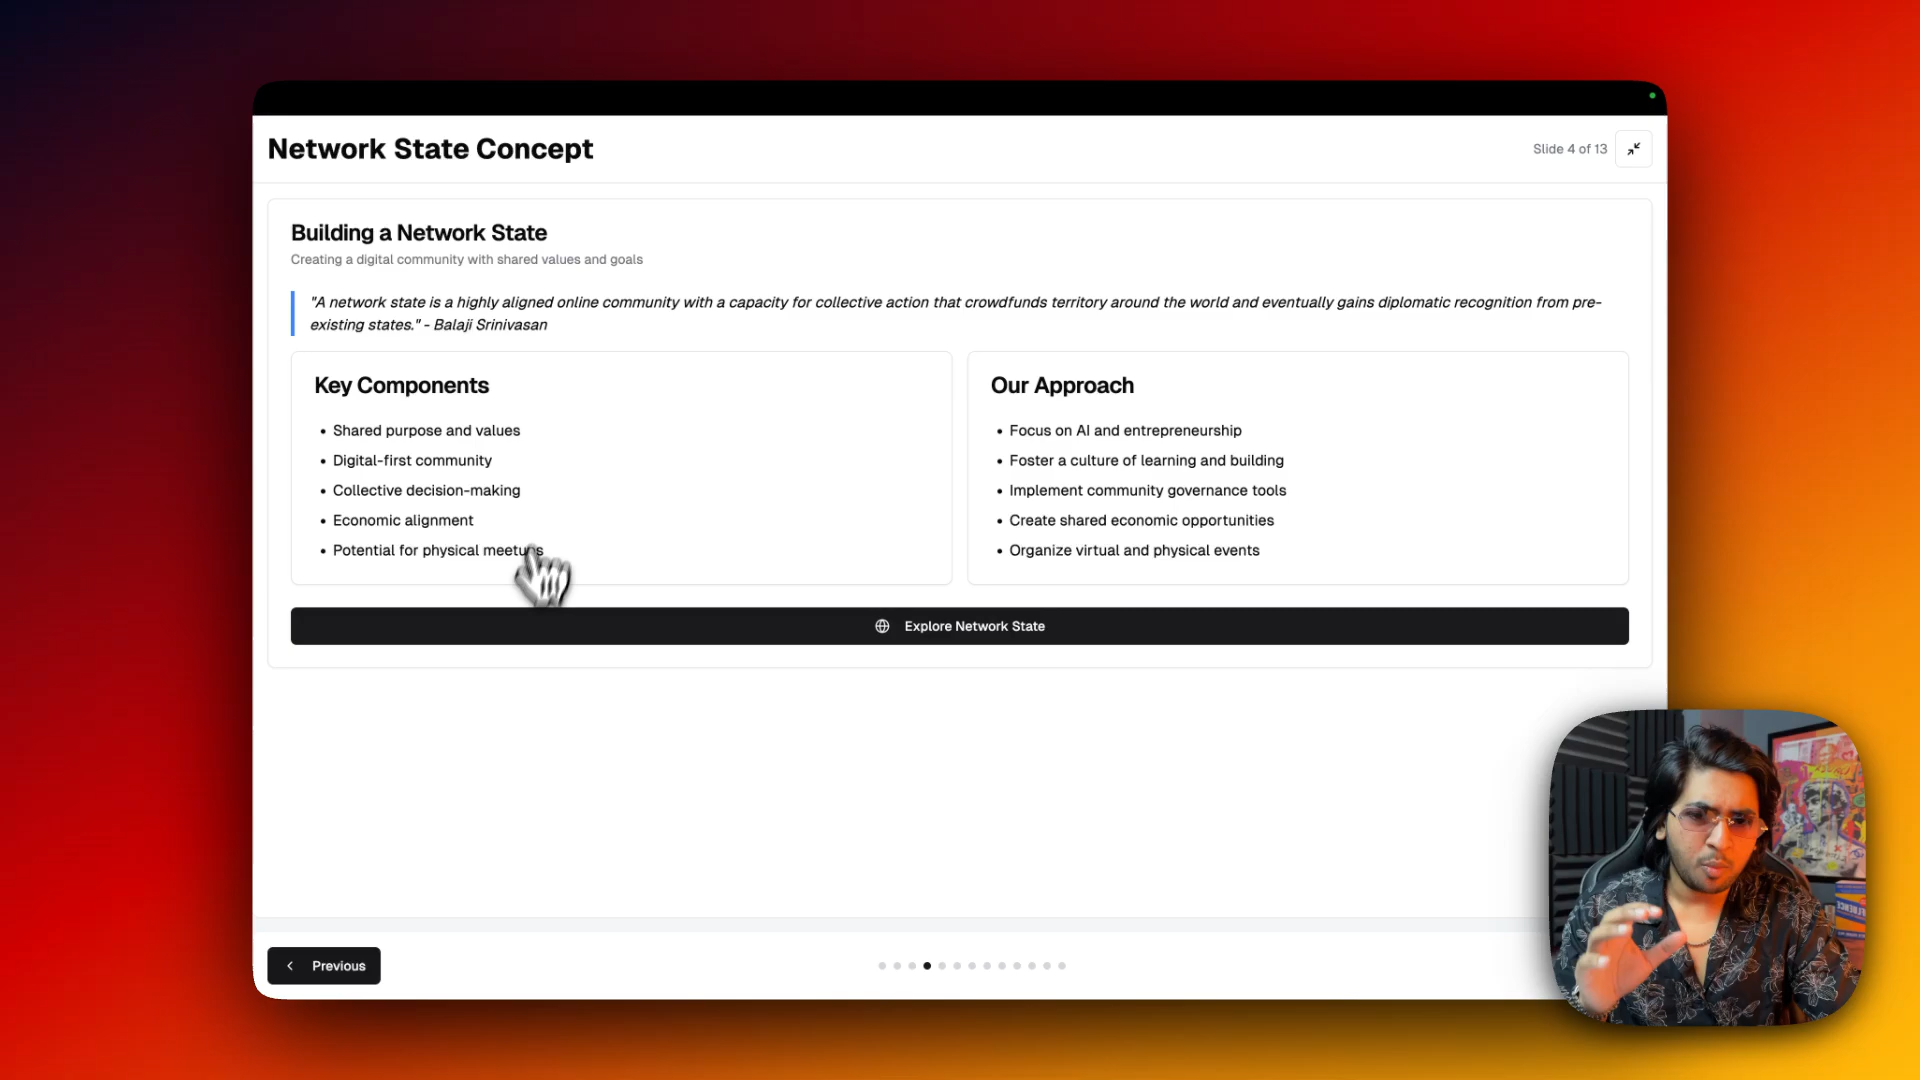 Network State Concept
Slide 4 of 13
Building a Network State
Creating a digital community with shared values and goals
"A network state is a highly aligned online community with a capacity for collective action that crowdfunds territory around the world and eventually gains diplomatic recognition from pre-
existing states." - Balaji Srinivasan
Key Components
• Shared purpose and values
• Digital-first community
• Collective decision-making
• Economic alignment
• Potential for physical meetups
Our Approach
• Focus on AI and entrepreneurship
• Foster a culture of learning and building
• Implement community governance tools
• Create shared economic opportunities
• Organize virtual and physical events
Explore Network State
Previous